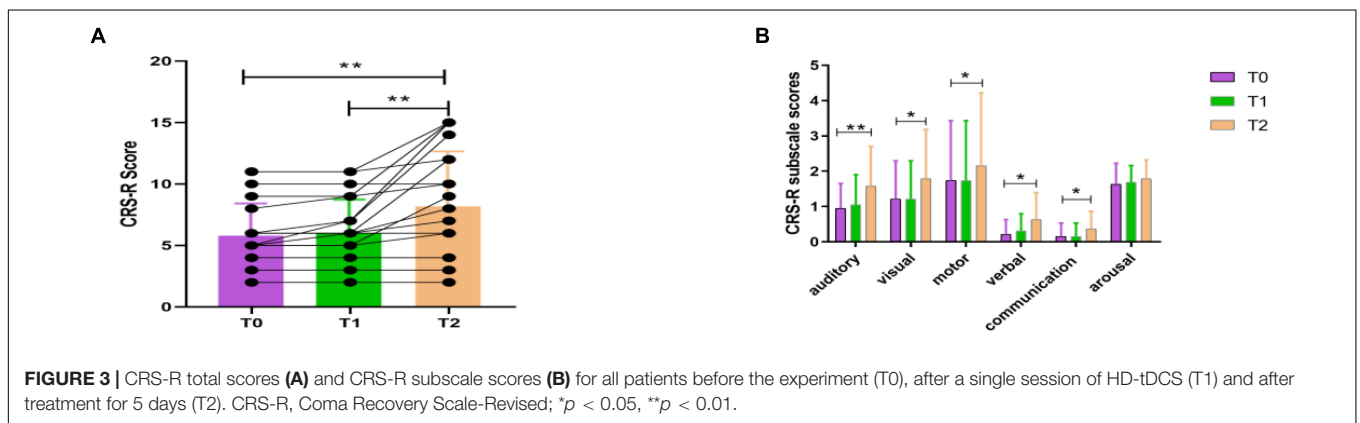 A
CRS-R Score
20
15
10
5
0
**
**
T0 T1 T2
B
CRS-R subscale scores
5
4
3
2
1
0
**
*
*
*
*
auditory visual motor verbal communication arousal
T0
T1
T2
FIGURE 3 | CRS-R total scores (A) and CRS-R subscale scores (B) for all patients before the experiment (T0), after a single session of HD-tDCS (T1) and after
treatment for 5 days (T2). CRS-R, Coma Recovery Scale-Revised; *p < 0.05, **p < 0.01.